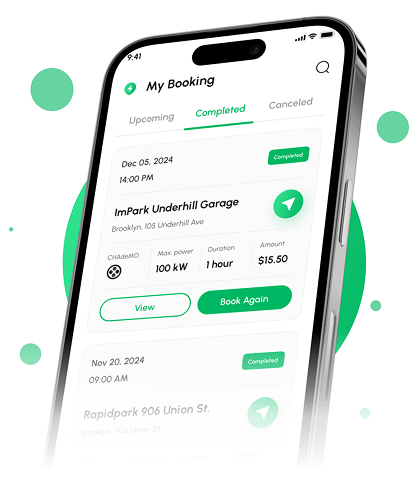 9:41
My Booking
Upcoming Completed Canceled
Dec 05, 2024
14:00 PM
Completed
ImPark Underhill Garage
Brooklyn, 105 Underhill Ave
CHAdeMO Max. power Duration Amount
100 kW 1 hour $15.50
View Book Again
Nov 20, 2024
09:00 AM
Completed
Rapidpark 906 Union St.
Brooklyn, 906 Union St